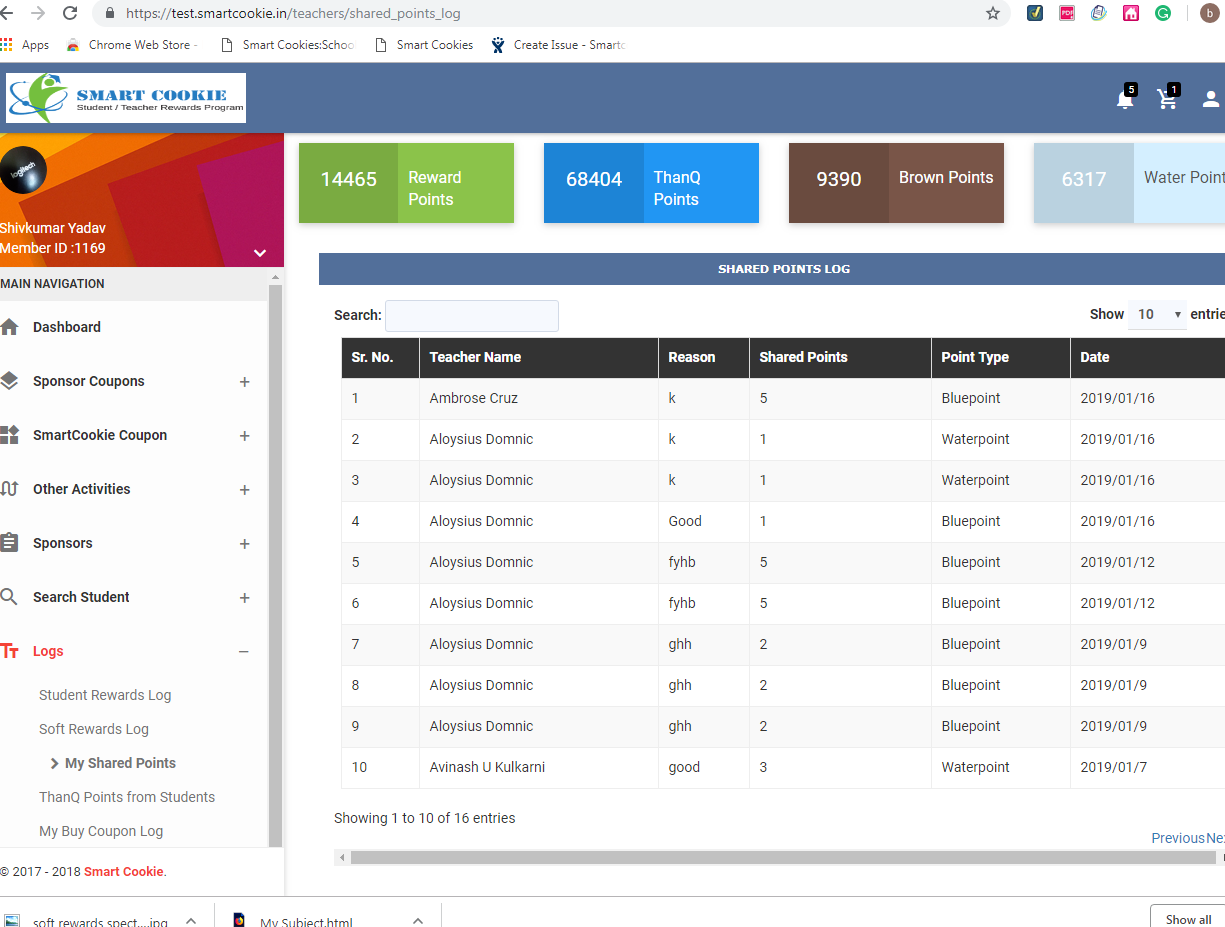 https://test.smartcookie.in/teachers/shared_points_log
Apps Chrome Web Store - Smart Cookies:Schoo Smart Cookies Create Issue - Smartc
SMART COOKIE
Student / Teacher Rewards Program
5 1
b
PDF
logitech
Shivkumar Yadav
Member ID :1169
14465 Reward Points
68404 ThanQ Points
9390 Brown Points
6317 Water Point
MAIN NAVIGATION
Dashboard
Sponsor Coupons +
SmartCookie Coupon +
Other Activities +
Sponsors +
Search Student +
Logs –
Student Rewards Log
Soft Rewards Log
My Shared Points
ThanQ Points from Students
My Buy Coupon Log
© 2017 - 2018 Smart Cookie.
SHARED POINTS LOG
Search: Show 10 entrie
Sr. No. Teacher Name Reason Shared Points Point Type Date
1 Ambrose Cruz k 5 Bluepoint 2019/01/16
2 Aloysius Domnic k 1 Waterpoint 2019/01/16
3 Aloysius Domnic k 1 Waterpoint 2019/01/16
4 Aloysius Domnic Good 1 Bluepoint 2019/01/16
5 Aloysius Domnic fyhb 5 Bluepoint 2019/01/12
6 Aloysius Domnic fyhb 5 Bluepoint 2019/01/12
7 Aloysius Domnic ghh 2 Bluepoint 2019/01/9
8 Aloysius Domnic ghh 2 Bluepoint 2019/01/9
9 Aloysius Domnic ghh 2 Bluepoint 2019/01/9
10 Avinash U Kulkarni good 3 Waterpoint 2019/01/7
Showing 1 to 10 of 16 entries
Previous Ne
soft rewards spect....jpg My Subject.html Show all